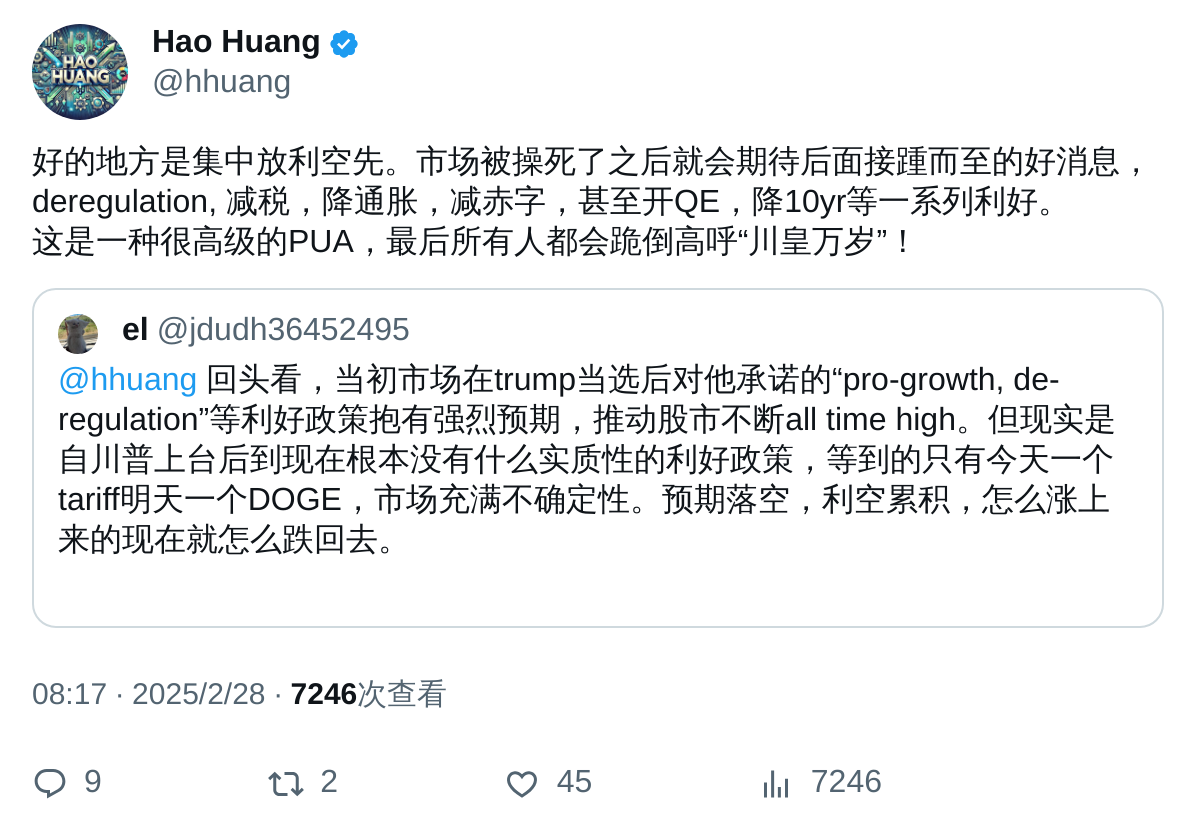 HAO
HUANG
Hao Huang
@hhuang
好的地方是集中放利空先。市场被操死了之后就会期待后面接踵而至的好消息，
deregulation, 减税，降通胀，减赤字，甚至开QE，降10yr等一系列利好。
这是一种很高级的PUA，最后所有人都会跪倒高呼“川皇万岁”！
el @jdudh36452495
@hhuang 回头看，当初市场在trump当选后对他承诺的“pro-growth, de-
regulation”等利好政策抱有强烈预期，推动股市不断all time high。但现实是
自川普上台后到现在根本没有什么实质性的利好政策，等到的只有今天一个
tariff明天一个DOGE，市场充满不确定性。预期落空，利空累积，怎么涨上
来的现在就怎么跌回去。
08:17 · 2025/2/28 · 7246次查看
9 2 45 7246